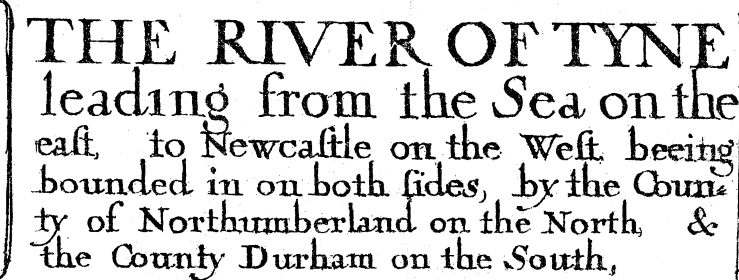 THE RIVER OF TYNE
leading from the Sea on the
eaſt, to Newcaſtle on the Weſt beeing
bounded in on both ſides, by the Coun⸗
ty of Northumberland on the North, &
the County Durham on the South,